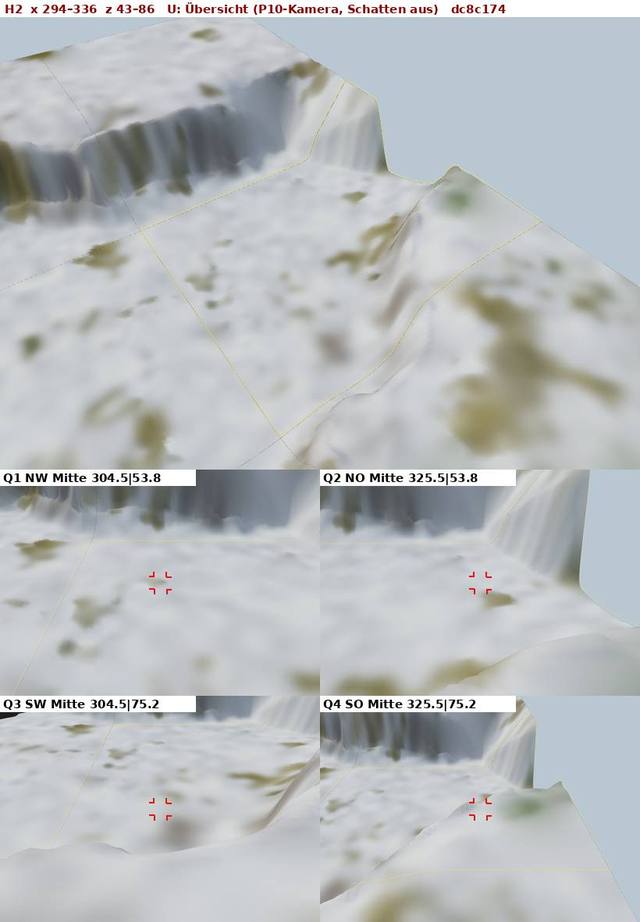 H2 x 294–336 z 43–86 U: Übersicht (P10-Kamera, Schatten aus) dc8c174
Q1 NW Mitte 304.5|53.8
Q2 NO Mitte 325.5|53.8
Q3 SW Mitte 304.5|75.2
Q4 SO Mitte 325.5|75.2